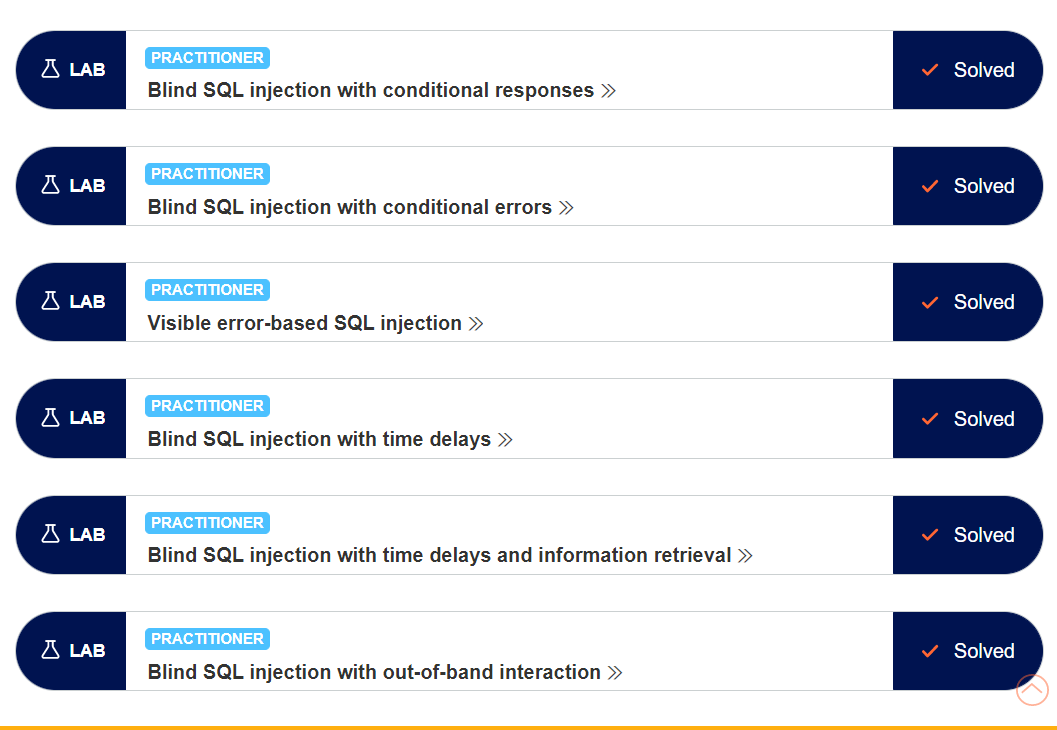 LAB
PRACTITIONER
Blind SQL injection with conditional responses
Solved
LAB
PRACTITIONER
Blind SQL injection with conditional errors
Solved
LAB
PRACTITIONER
Visible error-based SQL injection
Solved
LAB
PRACTITIONER
Blind SQL injection with time delays
Solved
LAB
PRACTITIONER
Blind SQL injection with time delays and information retrieval
Solved
LAB
PRACTITIONER
Blind SQL injection with out-of-band interaction
Solved